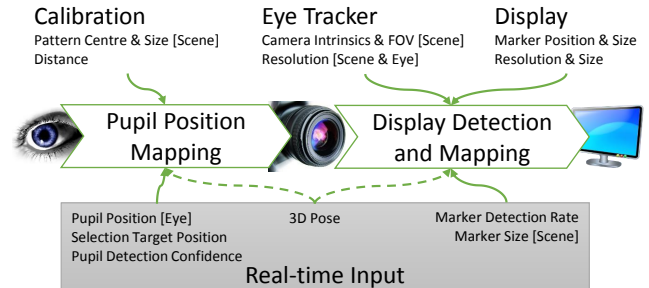 Calibration
Pattern Centre & Size [Scene]
Distance
Eye Tracker
Camera Intrinsics & FOV [Scene]
Resolution [Scene & Eye]
Display
Marker Position & Size
Resolution & Size
Pupil Position
Mapping
Display Detection
and Mapping
Pupil Position [Eye]
Selection Target Position
Pupil Detection Confidence
3D Pose
Marker Detection Rate
Marker Size [Scene]
Real-time Input